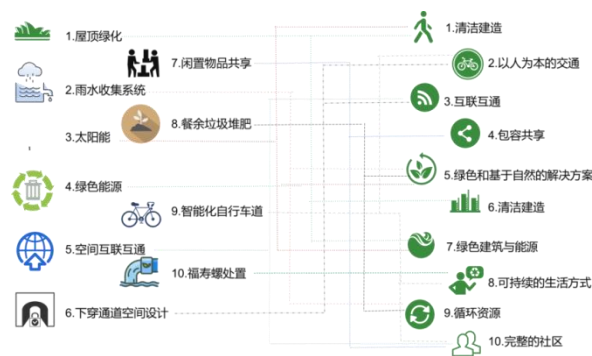 1.屋顶绿化
2.雨水收集系统
3.太阳能
4.绿色能源
5.空间互联互通
6.下穿通道空间设计
7.闲置物品共享
8.餐余垃圾堆肥
9.智能化自行车道
10.福寿螺处置
1.清洁建造
2.以人为本的交通
3.互联互通
4.包容共享
5.绿色和基于自然的解决方案
6.清洁建造
7.绿色建筑与能源
8.可持续的生活方式
9.循环资源
10.完整的社区